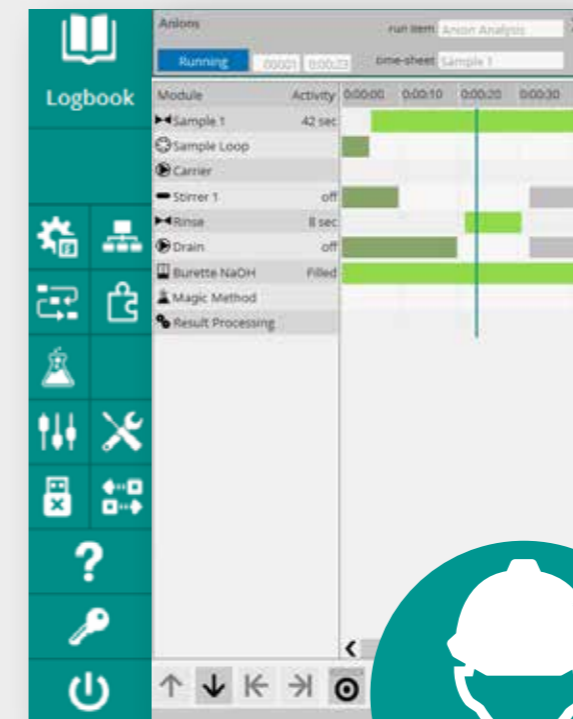 Logbook
Anions
run item Anion Analysis
Running 00001 0:00:23 time-sheet Sample 1
Module Activity 0:00:00 0:00:10 0:00:20 0:00:30
Sample 1 42 sec
Sample Loop
Carrier
Stirrer 1 off
Rinse 8 sec
Drain off
Burette NaOH Filled
Magic Method
Result Processing
?